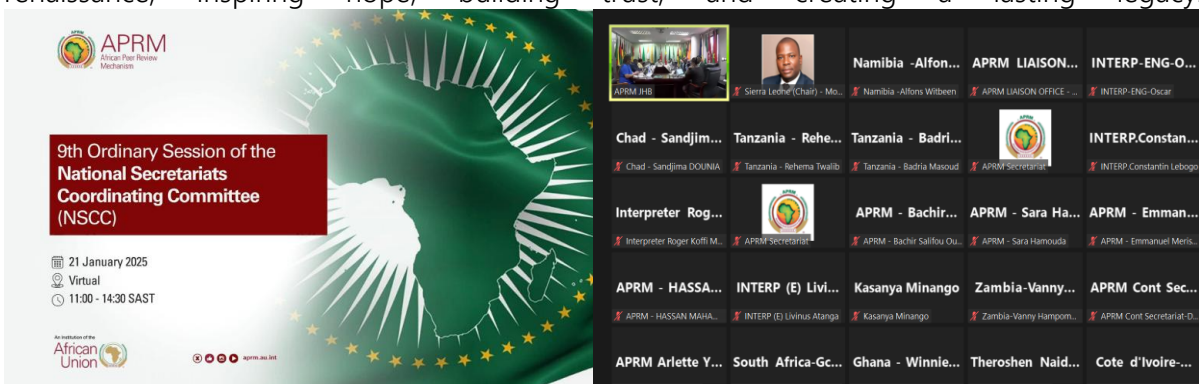 renaissance, inspiring hope, building trust, and creating a lasting legacy.
APRM
African Peer Review
Mechanism
9th Ordinary Session of the
National Secretariats
Coordinating Committee
(NSCC)
21 January 2025
Virtual
11:00 - 14:30 SAST
An Institution of the
African
Union
aprm.au.int
APRM JHB
Sierra Leone (Chair) - Mo...
Namibia -Alfon...
Namibia -Alfons Witbeen
APRM LIAISON...
APRM LIAISON OFFICE - ...
INTERP-ENG-O...
INTERP-ENG-Oscar
Chad - Sandjim...
Chad - Sandjima DOUNIA
Tanzania - Rehe...
Tanzania - Rehema Twalib
Tanzania - Badri...
Tanzania - Badria Masoud
APRM Secretariat
INTERP.Constan...
INTERP.Constantin Lebogo
Interpreter Rog...
Interpreter Roger Koffi M...
APRM Secretariat
APRM - Bachir...
APRM - Bachir Salifou Ou...
APRM - Sara Ha...
APRM - Sara Hamouda
APRM - Emman...
APRM - Emmanuel Meris...
APRM - HASSA...
APRM - HASSAN MAHA...
INTERP (E) Livi...
INTERP (E) Livinus Atanga
Kasanya Minango
Kasanya Minango
Zambia-Vanny...
Zambia-Vanny Hampom...
APRM Cont Sec...
APRM Cont Secretariat-D...
APRM Arlette Y...
South Africa-Gc...
Ghana - Winnie...
Theroshen Naid...
Cote d'Ivoire-...